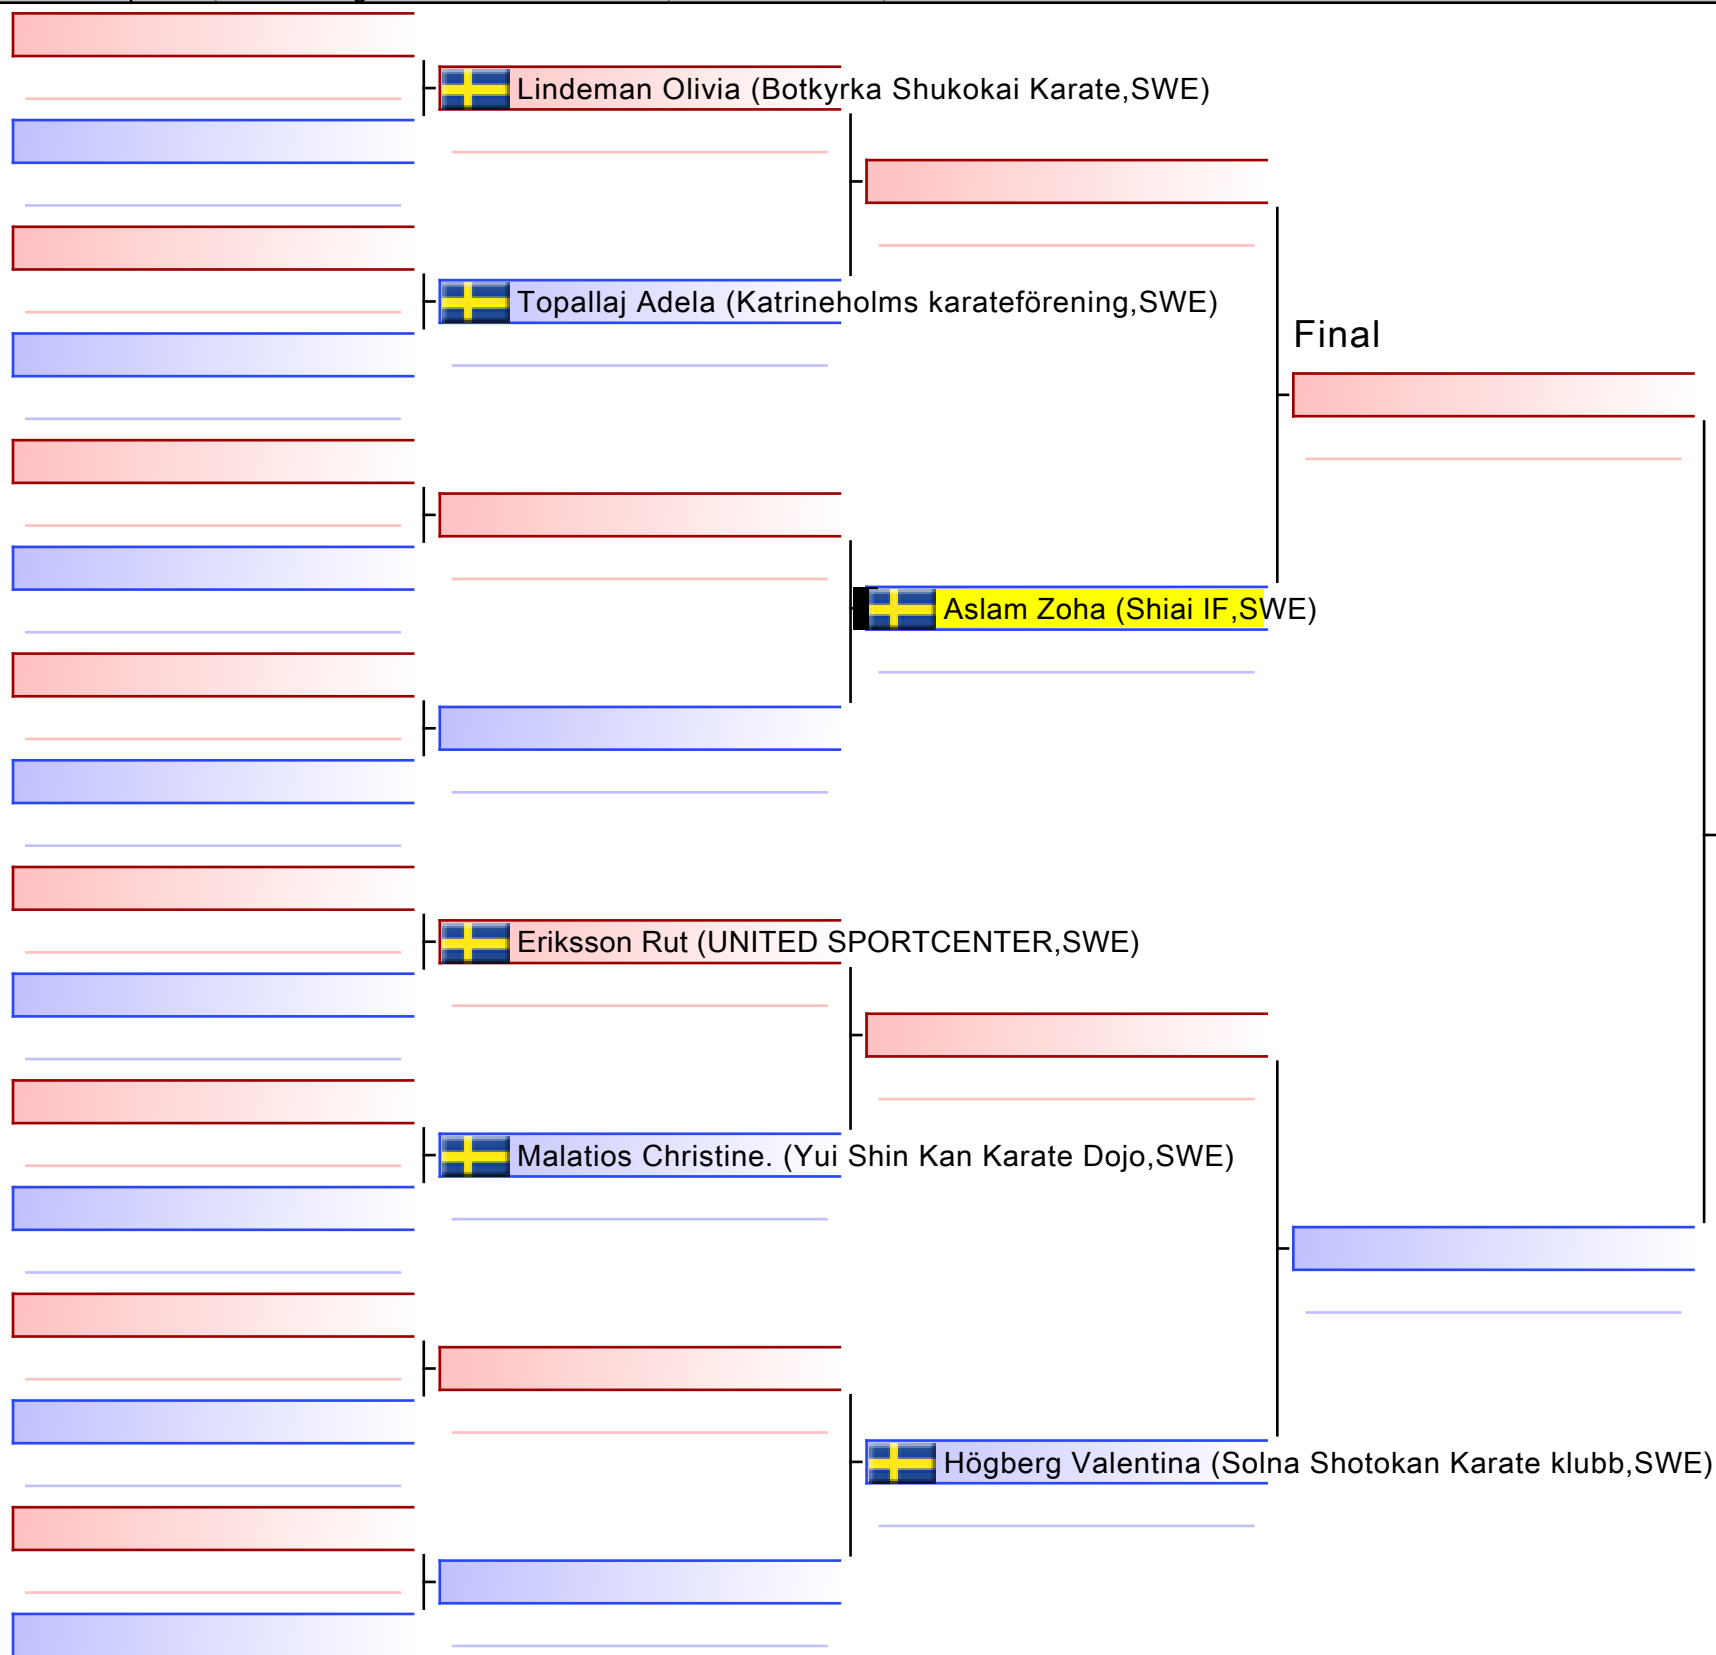 Lindeman Olivia (Botkyrka Shukokai Karate,SWE)
Topallaj Adela (Katrineholms karateförening,SWE)
Final
Aslam Zoha (Shiai IF,SWE)
Eriksson Rut (UNITED SPORTCENTER,SWE)
Malatios Christine. (Yui Shin Kan Karate Dojo,SWE)
Högberg Valentina (Solna Shotokan Karate klubb,SWE)